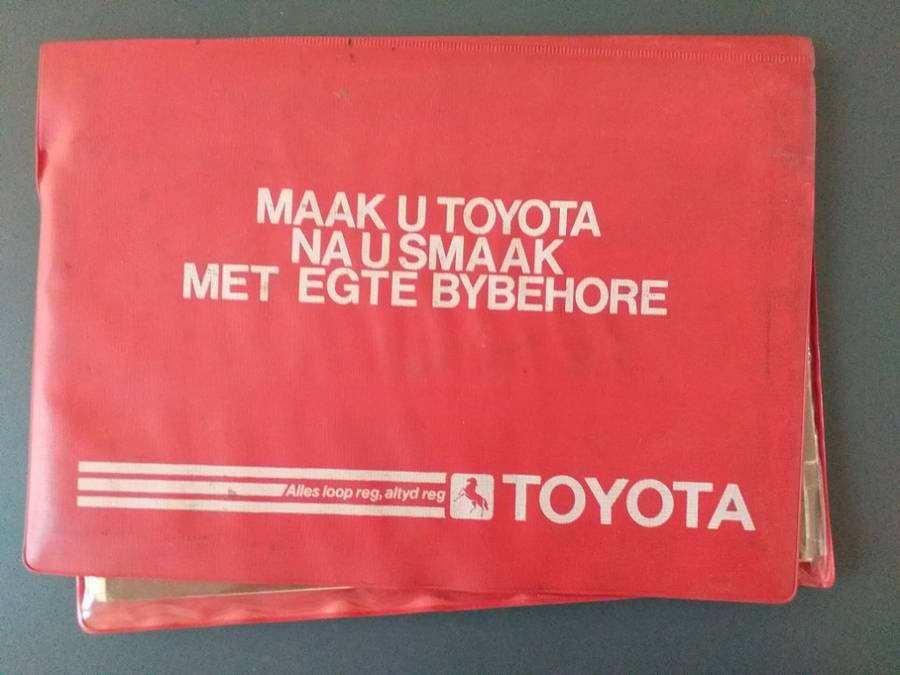 MAAK U TOYOTA
NA U SMAAK
MET EGTE BYBEHORE
Alles loop reg, altyd reg
TOYOTA